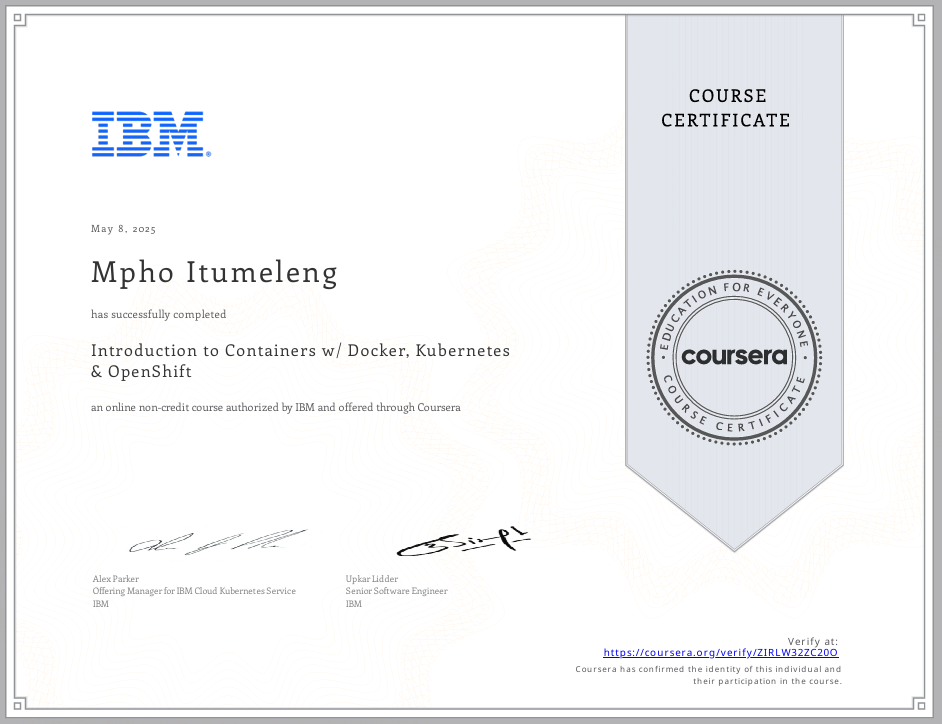 COURSE
CERTIFICATE
IBM®
May 8, 2025
Mpho Itumeleng
has successfully completed
Introduction to Containers w/ Docker, Kubernetes
& OpenShift
an online non-credit course authorized by IBM and offered through Coursera
EDUCATION FOR EVERYONE
coursera
COURSE CERTIFICATE
Alex Parker
Offering Manager for IBM Cloud Kubernetes Service
IBM
Upkar Lidder
Senior Software Engineer
IBM
Verify at:
https://coursera.org/verify/ZIRLW32ZC20O
Coursera has confirmed the identity of this individual and
their participation in the course.